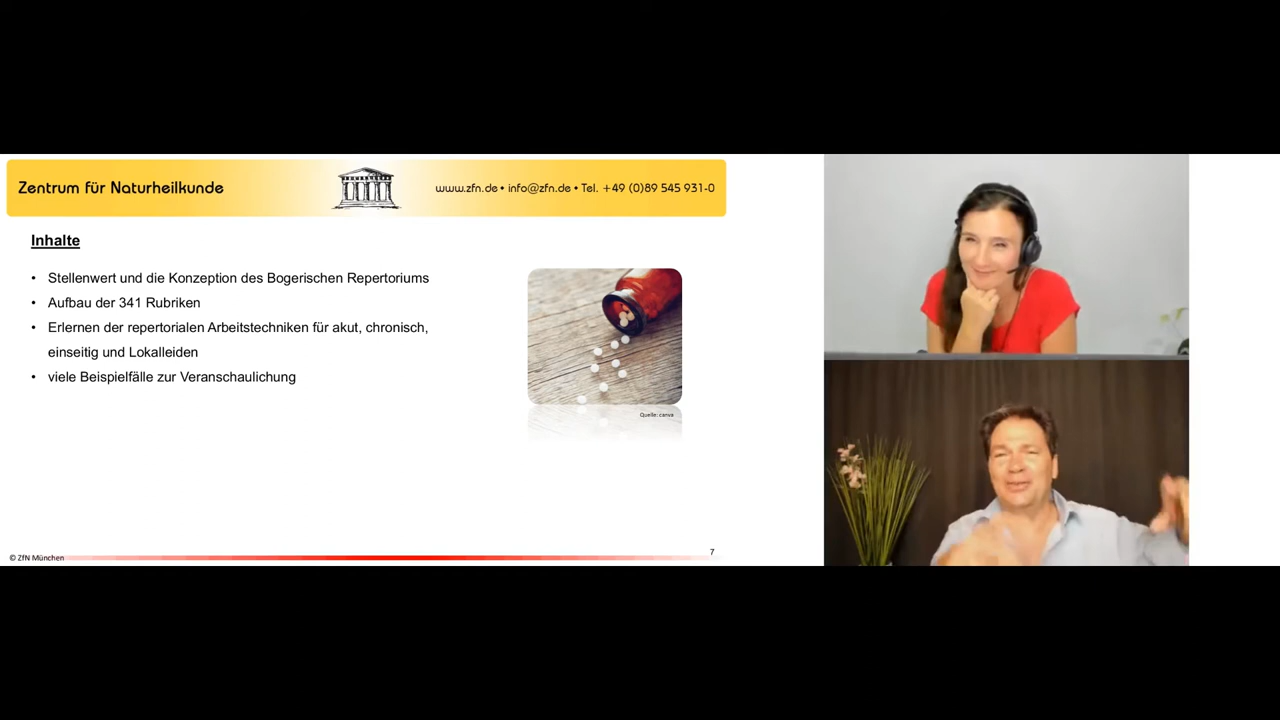 Zentrum für Naturheilkunde
www.zfn.de • info@zfn.de • Tel. +49 (0)89 545 931-0
Inhalte
• Stellenwert und die Konzeption des Bogerischen Repertoriums
• Aufbau der 341 Rubriken
• Erlernen der repertorialen Arbeitstechniken für akut, chronisch,
einseitig und Lokalleiden
• viele Beispielfälle zur Veranschaulichung
Quelle: canva
© ZfN München
7